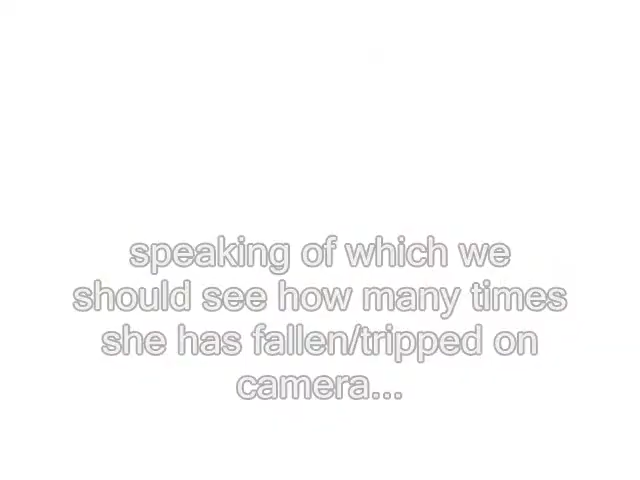 speaking of which we
should see how many times
she has fallen/tripped on
camera...